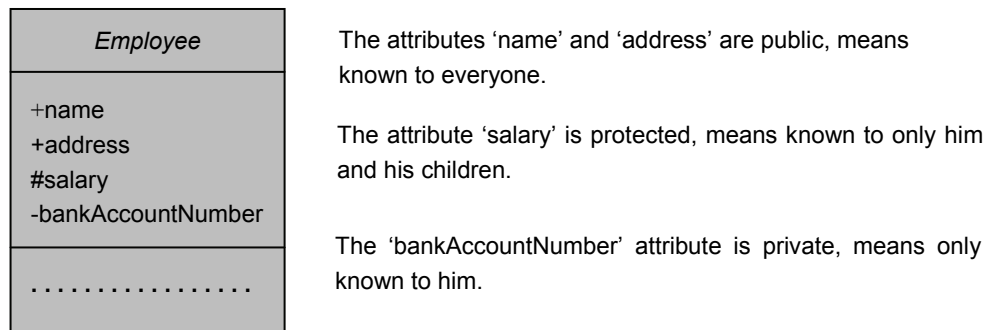 Employee
+name
+address
#salary
-bankAccountNumber
. . . . . . . . . . . . . . . . .
The attributes ‘name’ and ‘address’ are public, means
known to everyone.
The attribute ‘salary’ is protected, means known to only him
and his children.
The ‘bankAccountNumber’ attribute is private, means only
known to him.